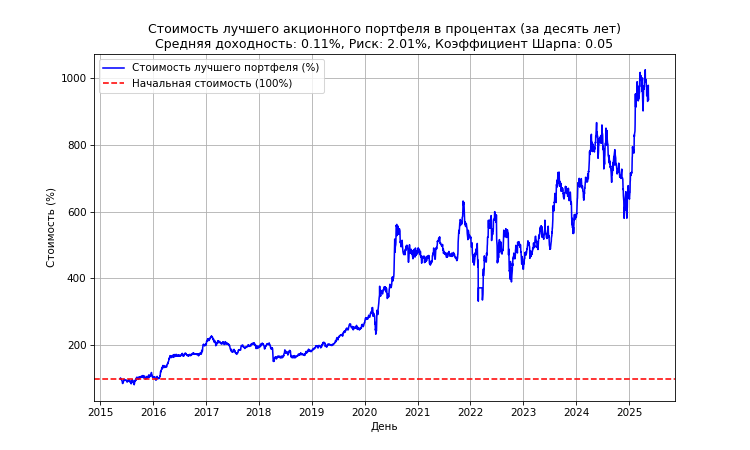 Стоимость лучшего акционного портфеля в процентах (за десять лет)
Средняя доходность: 0.11%, Риск: 2.01%, Коэффициент Шарпа: 0.05
Стоимость лучшего портфеля (%)
Начальная стоимость (100%)
Стоимость (%)
1000
800
600
400
200
2015 2016 2017 2018 2019 2020 2021 2022 2023 2024 2025
День